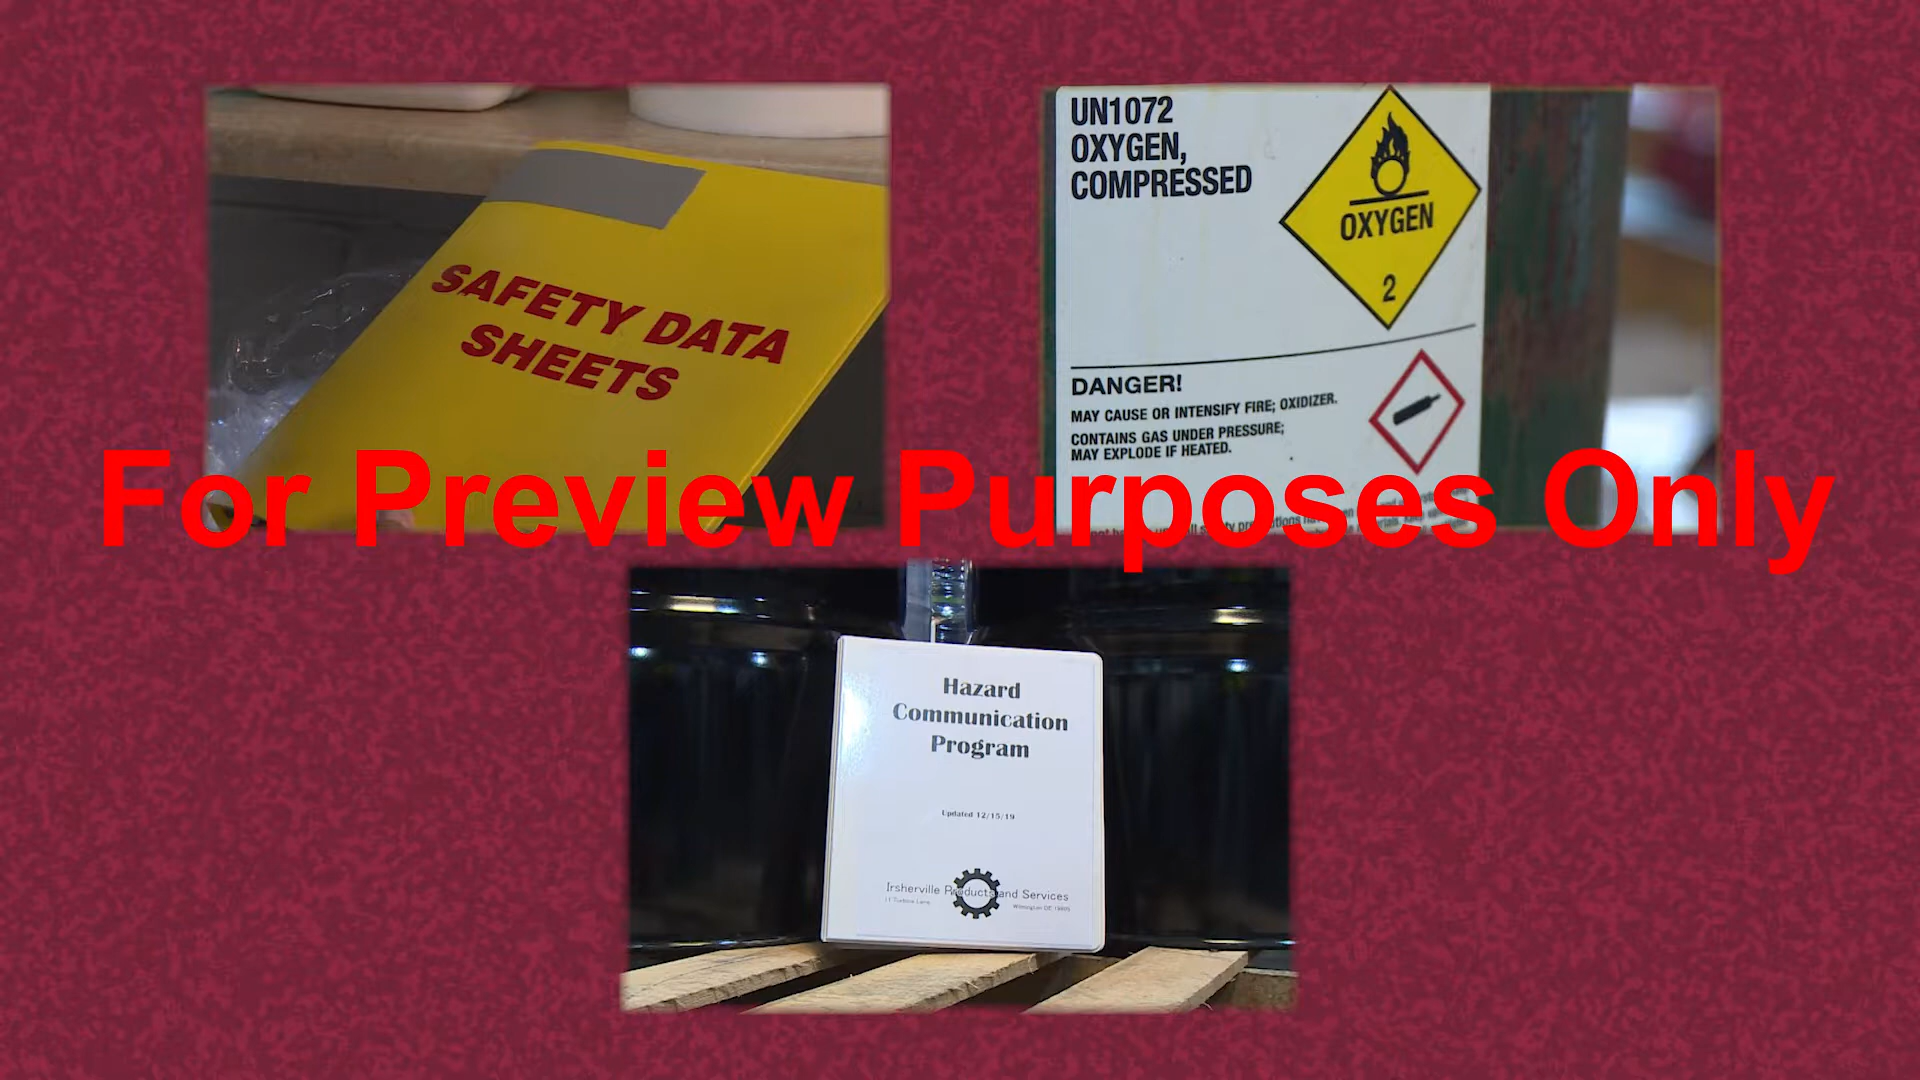 SAFETY DATA
SHEETS
UN1072
OXYGEN,
COMPRESSED
OXYGEN
2
DANGER!
MAY CAUSE OR INTENSIFY FIRE; OXIDIZER.
CONTAINS GAS UNDER PRESSURE;
MAY EXPLODE IF HEATED.
For Preview Purposes Only
Hazard
Communication
Program
Updated 12/15/19
Irsherville Products and Services